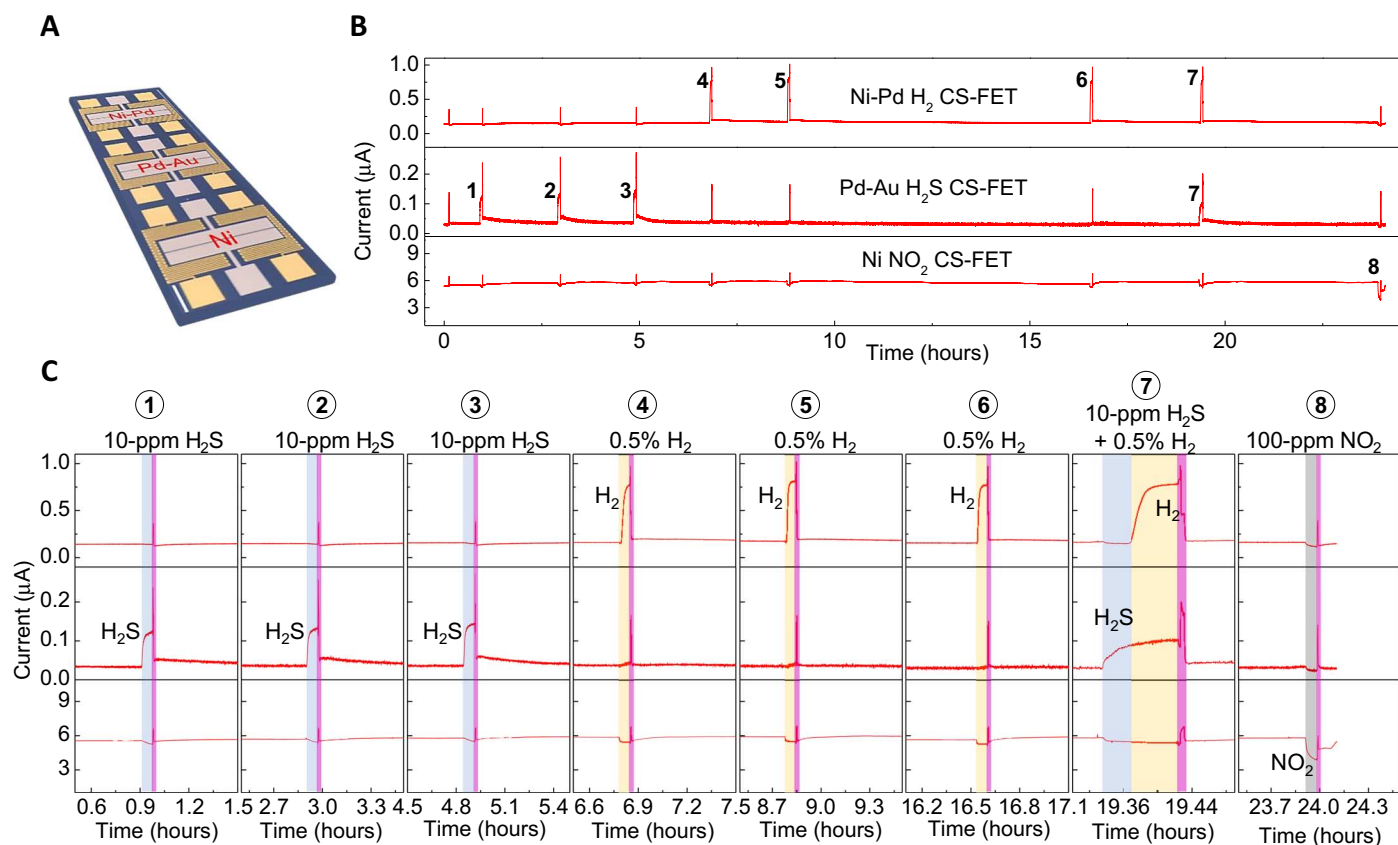 A
Ni-Pd
Pd-Au
Ni
B
Current (µA)
1.0
0.5
0.0
4
5
6
7
Ni-Pd H₂ CS-FET
0.2
0.1
0.0
1
2
3
7
Pd-Au H₂S CS-FET
9
6
3
Ni NO₂ CS-FET
8
0 5 10 15 20
Time (hours)
C
1 2 3 4 5 6 7 8
10-ppm H₂S
10-ppm H₂S
10-ppm H₂S
0.5% H₂
0.5% H₂
0.5% H₂
10-ppm H₂S
+ 0.5% H₂
100-ppm NO₂
Current (µA)
1.0
0.5
0.0
H₂
H₂
H₂
H₂
0.2
0.1
0.0
H₂S
H₂S
H₂S
H₂S
9
6
3
NO₂
0.6 0.9 1.2 1.5
2.7 3.0 3.3
4.5 4.8 5.1 5.4
6.6 6.9 7.2 7.5
8.7 9.0 9.3
16.2 16.5 16.8 17.1
19.36 19.44
23.7 24.0 24.3
Time (hours)
Time (hours)
Time (hours)
Time (hours)
Time (hours)
Time (hours)
Time (hours)
Time (hours)